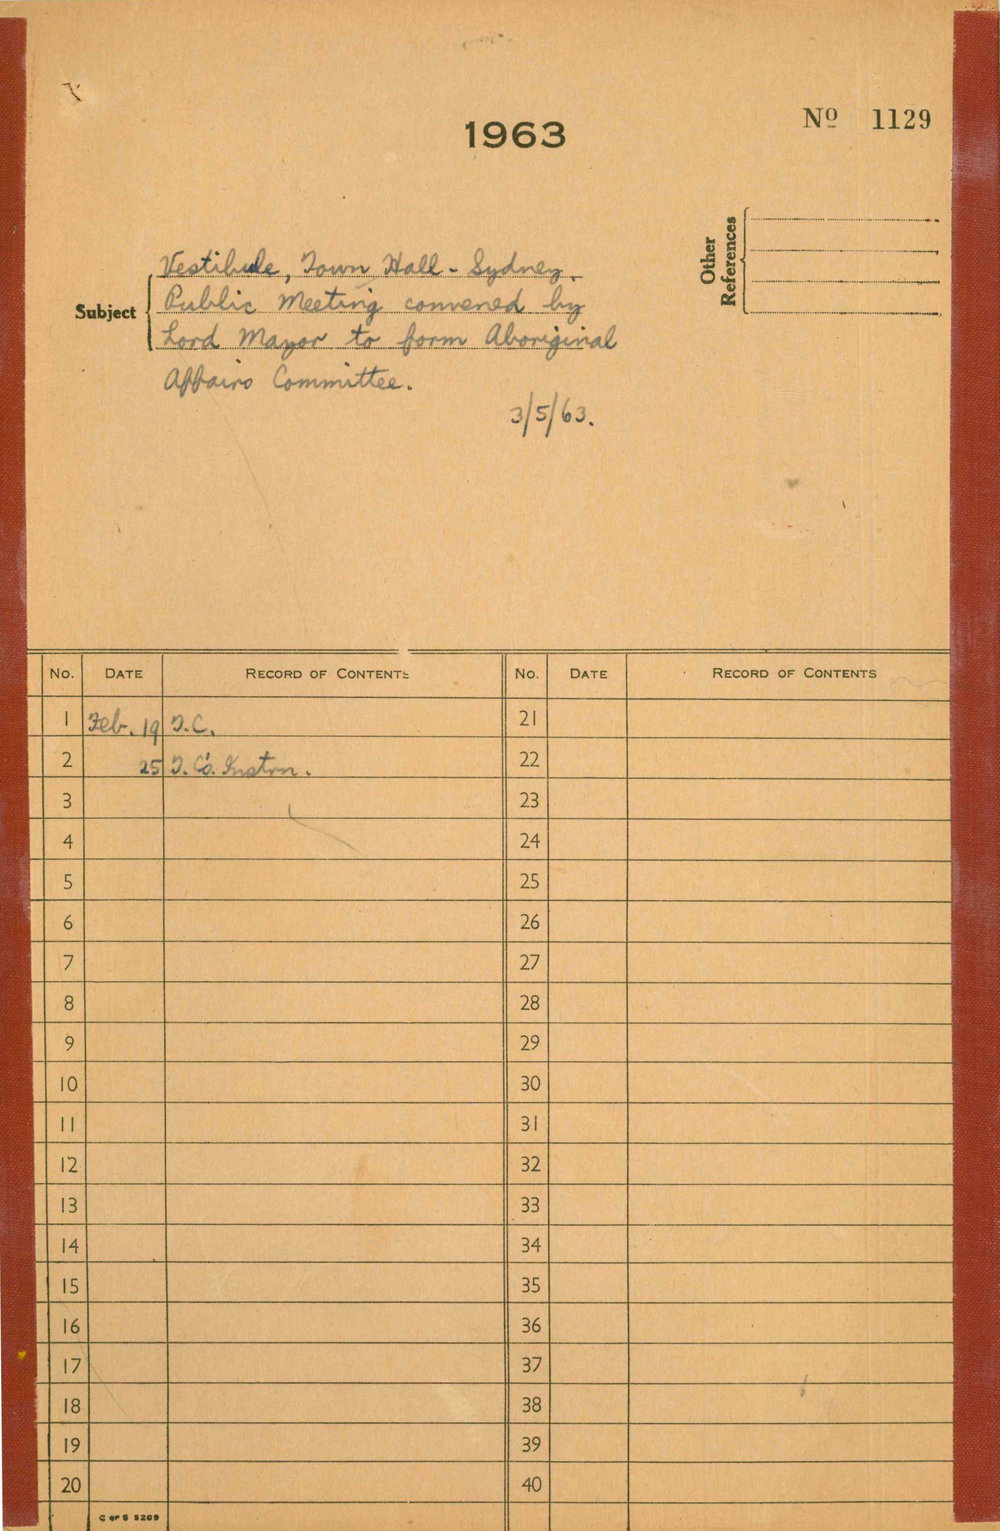 1963
Nº 1129
Other References
Subject
Vestibule, Town Hall - Sydney.
Public Meeting convened by
Lord Mayor to form Aboriginal
Affairs Committee.
3/5/63.
No. DATE RECORD OF CONTENTS No. DATE RECORD OF CONTENTS
1 Feb. 19 T.C. 21
2 25 T.C. 22
3 23
4 24
5 25
6 26
7 27
8 28
9 29
10 30
11 31
12 32
13 33
14 34
15 35
16 36
17 37
18 38
19 39
20 40
C OF S 5209